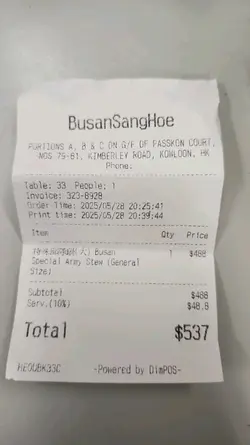 BusanSangHoe
PORTIONS A, B & C ON G/F OF PASSKON COURT,
NOS 75-81, KIMBERLEY ROAD, KOWLOON, HK
Phone:
Table: 33 People: 1
Invoice: 323-8928
Order Time: 2025/05/28 20:25:41
Print time: 2025/05/28 20:39:44
Item Qty Price
(大) Busan 1 $488
Special Army Stew (General
Size)
Subtotal $488
Serv.(10%) $48.8
Total $537
HEOUBK33C -Powered by DimPOS-